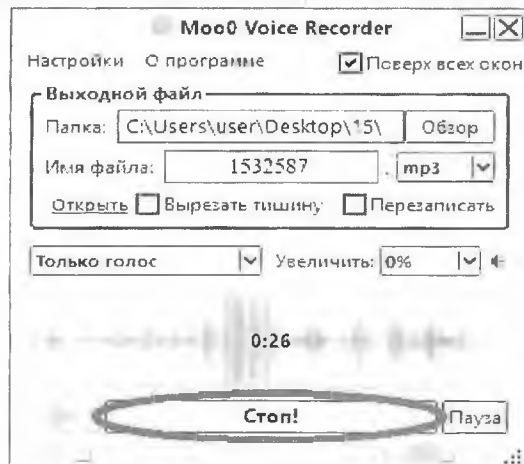 Moo0 Voice Recorder
Настройки О программе Поверх всех окон
Выходной файл
Папка: C:\Users\user\Desktop\15\ Обзор
Имя файла: 1532587 . mp3
Открыть Вырезать тишину Перезаписать
Только голос Увеличить: 0%
0:26
Стоп! Пауза